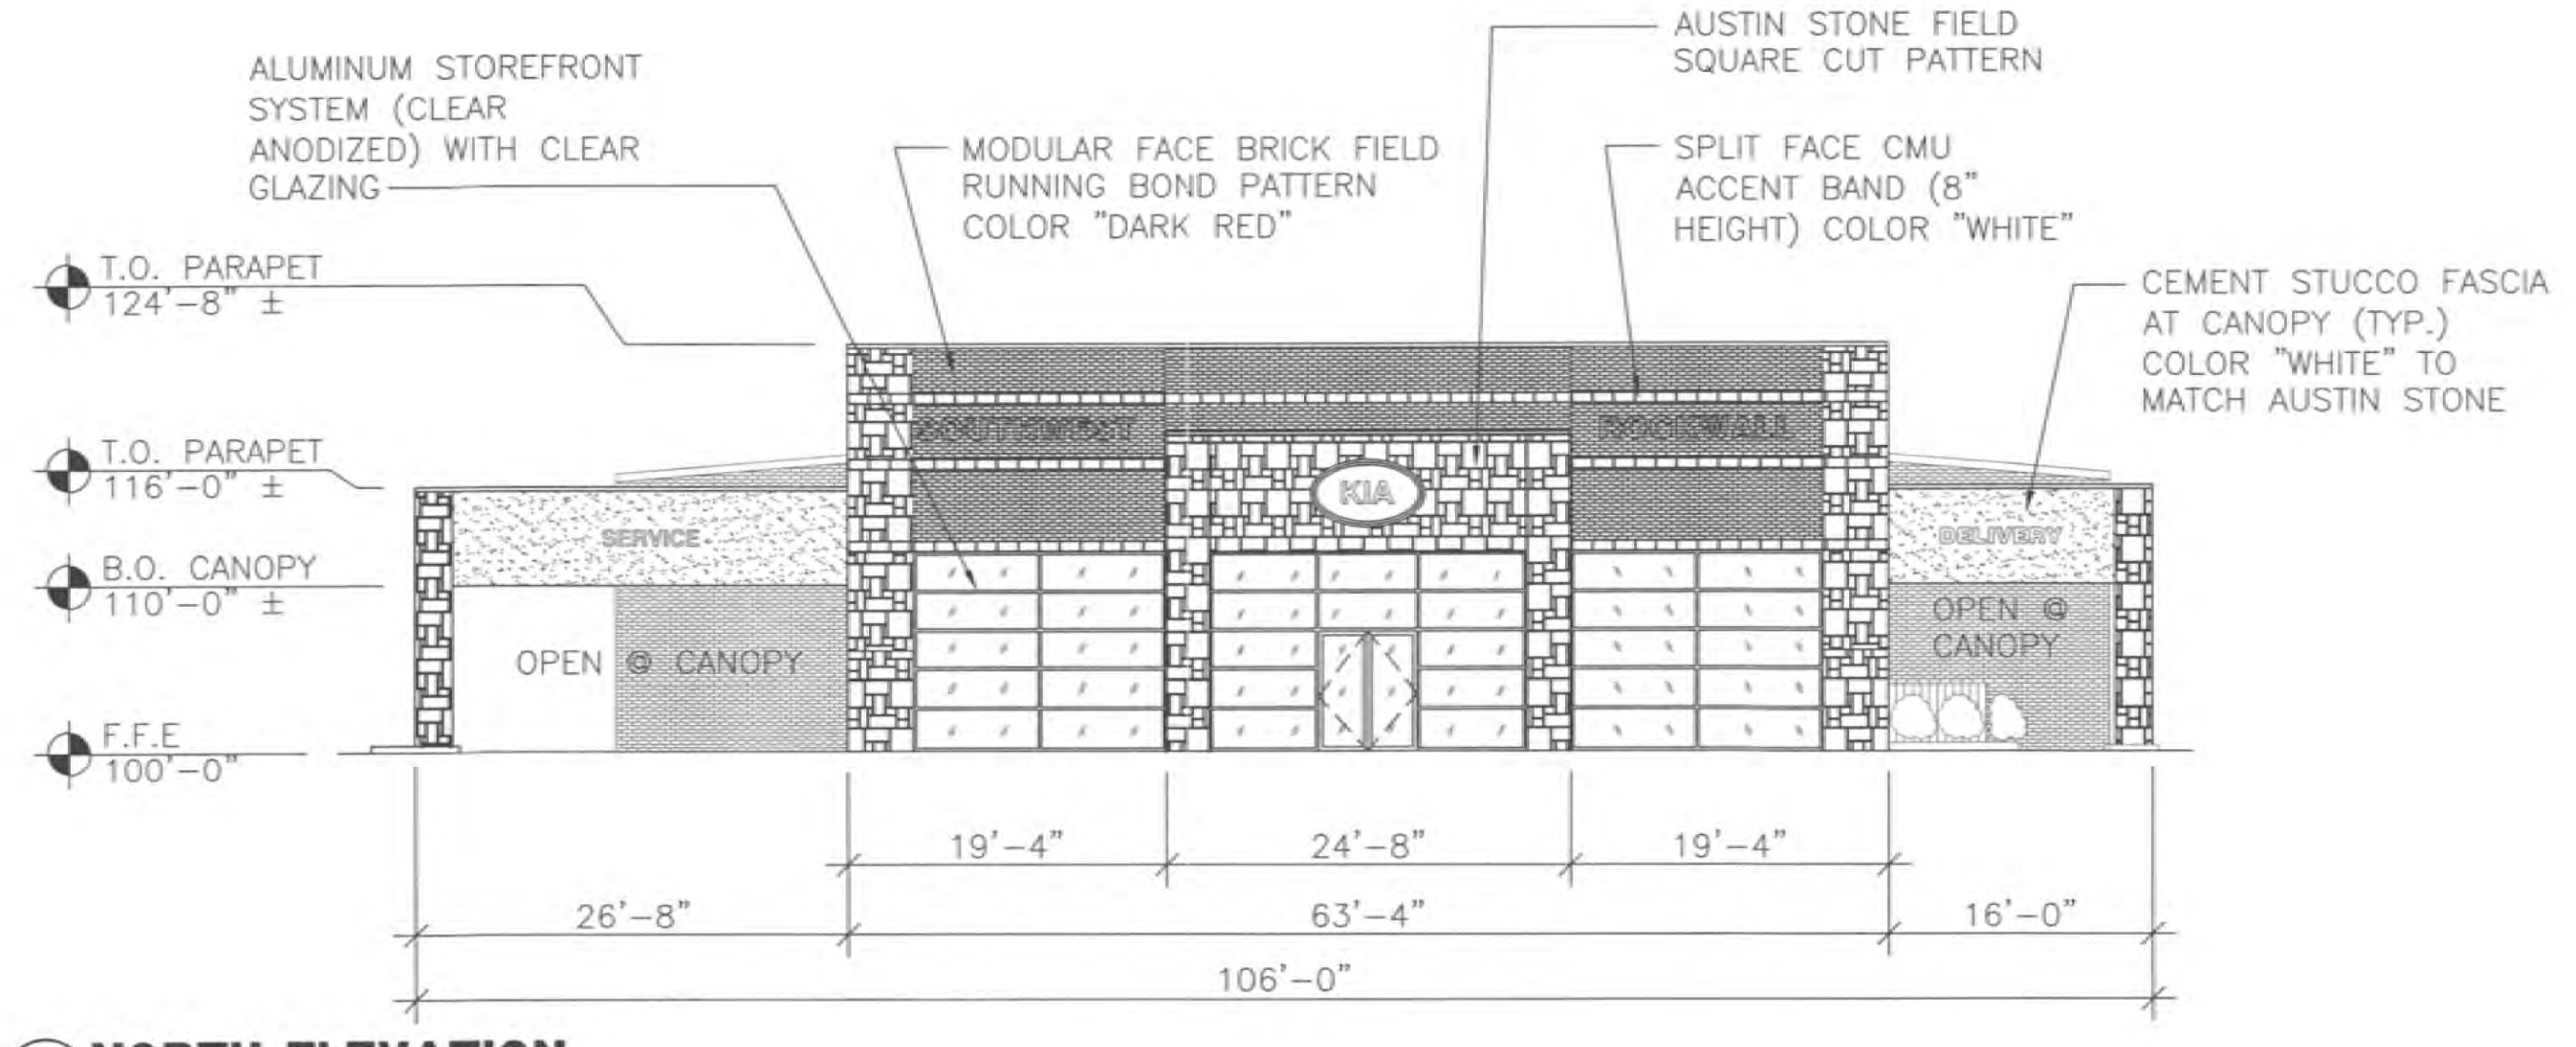 ALUMINUM STOREFRONT
SYSTEM (CLEAR
ANODIZED) WITH CLEAR
GLAZING
MODULAR FACE BRICK FIELD
RUNNING BOND PATTERN
COLOR "DARK RED"
AUSTIN STONE FIELD
SQUARE CUT PATTERN
SPLIT FACE CMU
ACCENT BAND (8"
HEIGHT) COLOR "WHITE"
CEMENT STUCCO FASCIA
AT CANOPY (TYP.)
COLOR "WHITE" TO
MATCH AUSTIN STONE
T.O. PARAPET
124'-8" ±
T.O. PARAPET
116'-0" ±
B.O. CANOPY
110'-0" ±
F.F.E
100'-0"
SOUTHWEST
ROCKWALL
KIA
SERVICE
DELIVERY
OPEN @ CANOPY
OPEN @
CANOPY
19'-4"
24'-8"
19'-4"
26'-8"
63'-4"
16'-0"
106'-0"
NORTH ELEVATION